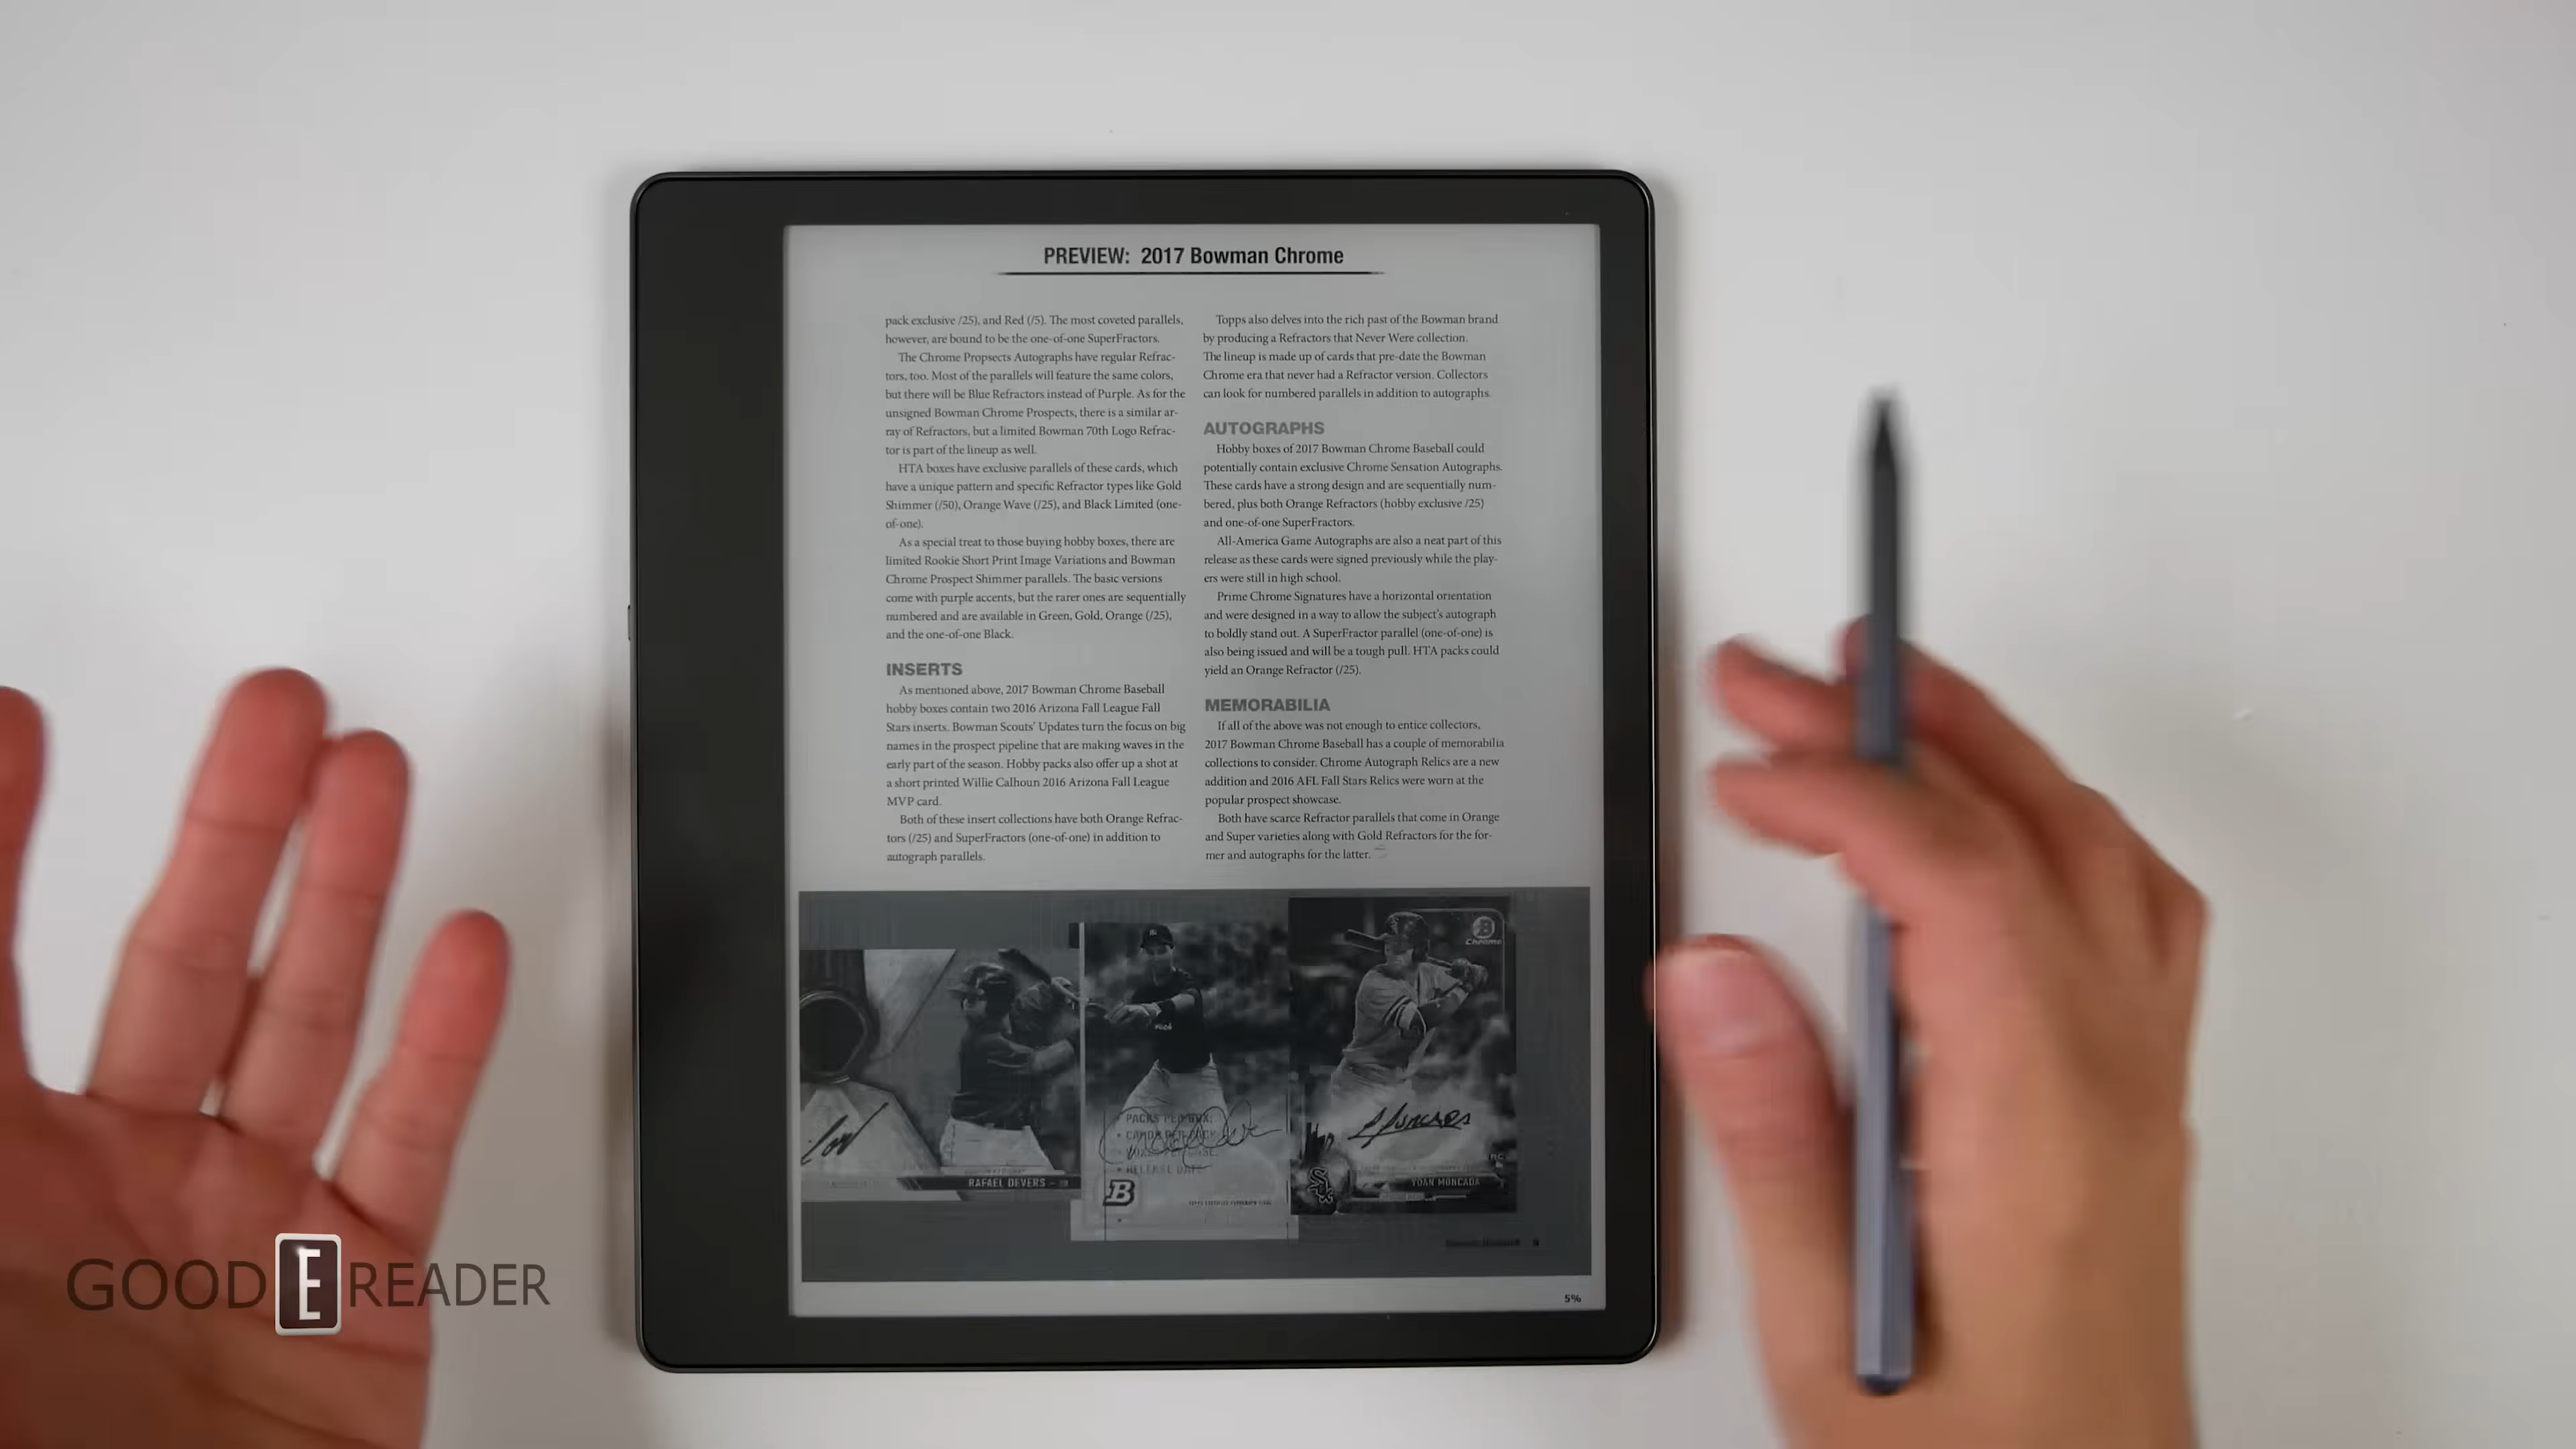 PREVIEW: 2017 Bowman Chrome
pack exclusive /25), and Red (/5). The most coveted parallels,
however, are bound to be the one-of-one SuperFractors.
The Chrome Propsects Autographs have regular Refrac-
tors, too. Most of the parallels will feature the same colors,
but there will be Blue Refractors instead of Purple. As for the
unsigned Bowman Chrome Prospects, there is a similar ar-
ray of Refractors, but a limited Bowman 70th Logo Refrac-
tor is part of the lineup as well.
HTA boxes have exclusive parallels of these cards, which
have a unique pattern and specific Refractor types like Gold
Shimmer (/50), Orange Wave (/25), and Black Limited (one-
of-one).
As a special treat to those buying hobby boxes, there are
limited Rookie Short Print Image Variations and Bowman
Chrome Prospect Shimmer parallels. The basic versions
come with purple accents, but the rarer ones are sequentially
numbered and are available in Green, Gold, Orange (/25),
and the one-of-one Black.
INSERTS
As mentioned above, 2017 Bowman Chrome Baseball
hobby boxes contain two 2016 Arizona Fall League Fall
Stars inserts. Bowman Scouts' Updates turn the focus on big
names in the prospect pipeline that are making waves in the
early part of the season. Hobby packs also offer up a shot at
a short printed Willie Calhoun 2016 Arizona Fall League
MVP card.
Both of these insert collections have both Orange Refrac-
tors (/25) and SuperFractors (one-of-one) in addition to
autograph parallels.
Topps also delves into the rich past of the Bowman brand
by producing a Refractors that Never Were collection.
The lineup is made up of cards that pre-date the Bowman
Chrome era that never had a Refractor version. Collectors
can look for numbered parallels in addition to autographs.
AUTOGRAPHS
Hobby boxes of 2017 Bowman Chrome Baseball could
potentially contain exclusive Chrome Sensation Autographs.
These cards have a strong design and are sequentially num-
bered, plus both Orange Refractors (hobby exclusive /25)
and one-of-one SuperFractors.
All-America Game Autographs are also a neat part of this
release as these cards were signed previously while the play-
ers were still in high school.
Prime Chrome Signatures have a horizontal orientation
and were designed in a way to allow the subject's autograph
to boldly stand out. A SuperFractor parallel (one-of-one) is
also being issued and will be a tough pull. HTA packs could
yield an Orange Refractor (/25).
MEMORABILIA
If all of the above was not enough to entice collectors,
2017 Bowman Chrome Baseball has a couple of memorabilia
collections to consider. Chrome Autograph Relics are a new
addition and 2016 AFL Fall Stars Relics were worn at the
popular prospect showcase.
Both have scarce Refractor parallels that come in Orange
and Super varieties along with Gold Refractors for the for-
mer and autographs for the latter.
B
Chrome
• PACKS PER BOX:
• CARDS PER PACK
• RELEASE DATE
RAFAEL DEVERS
B
YOAN MONCADA
5%
GOOD E READER